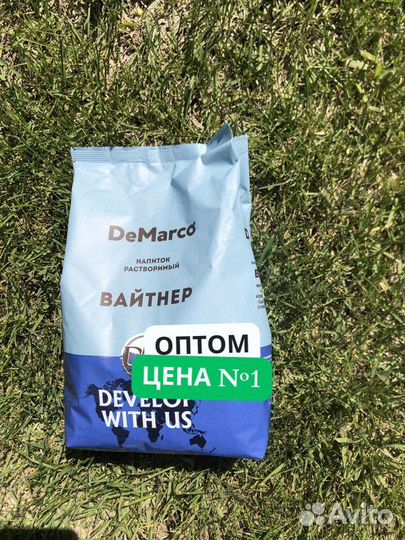 DeMarco
НАПИТОК
РАСТВОРИМЫЙ
ВАЙТНЕР
ОПТОМ
ЦЕНА №1
DEVELOP
WITH US
Avito